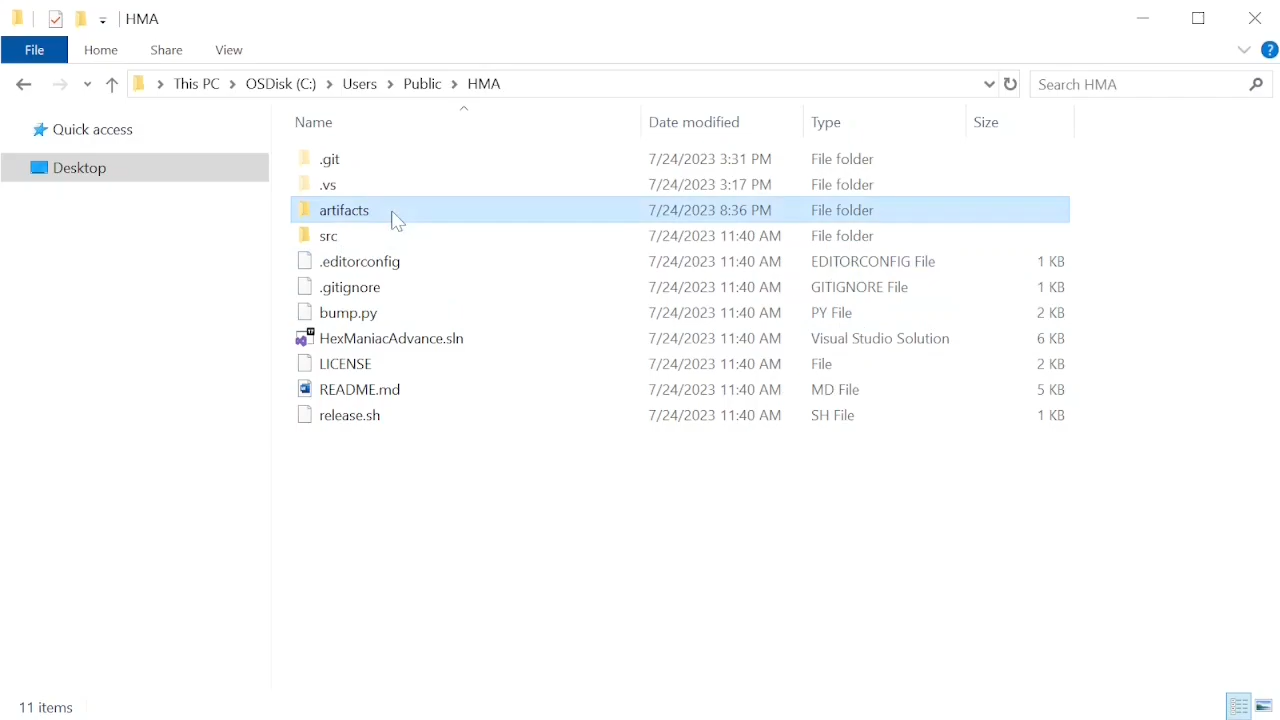 HMA
File Home Share View
This PC OSDisk (C:) Users Public HMA Search HMA
Name Date modified Type Size
Quick access
Desktop
.git 7/24/2023 3:31 PM File folder
.vs 7/24/2023 3:17 PM File folder
artifacts 7/24/2023 8:36 PM File folder
src 7/24/2023 11:40 AM File folder
.editorconfig 7/24/2023 11:40 AM EDITORCONFIG File 1 KB
.gitignore 7/24/2023 11:40 AM GITIGNORE File 1 KB
bump.py 7/24/2023 11:40 AM PY File 2 KB
HexManiacAdvance.sln 7/24/2023 11:40 AM Visual Studio Solution 6 KB
LICENSE 7/24/2023 11:40 AM File 2 KB
README.md 7/24/2023 11:40 AM MD File 5 KB
release.sh 7/24/2023 11:40 AM SH File 1 KB
11 items